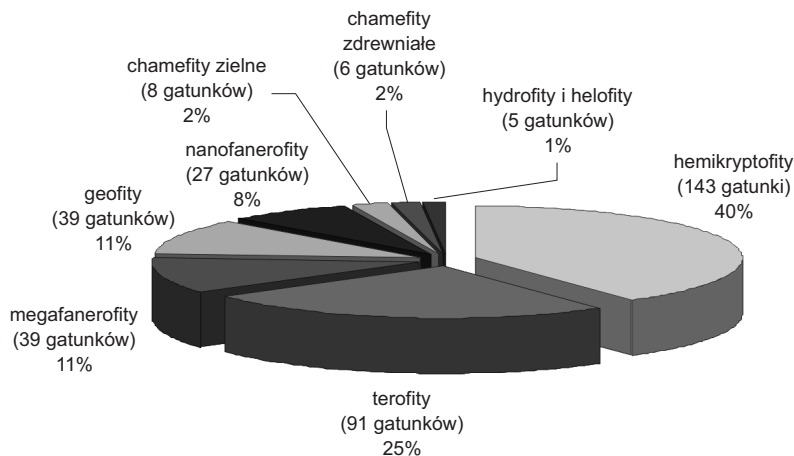 chamefity
zdrewniałe
(6 gatunków)
2%
chamefity zielne
(8 gatunków)
2%
hydrofity i helofity
(5 gatunków)
1%
nanofanerofity
(27 gatunków)
8%
hemikryptofity
(143 gatunki)
40%
geofity
(39 gatunków)
11%
megafanerofity
(39 gatunków)
11%
terofity
(91 gatunków)
25%